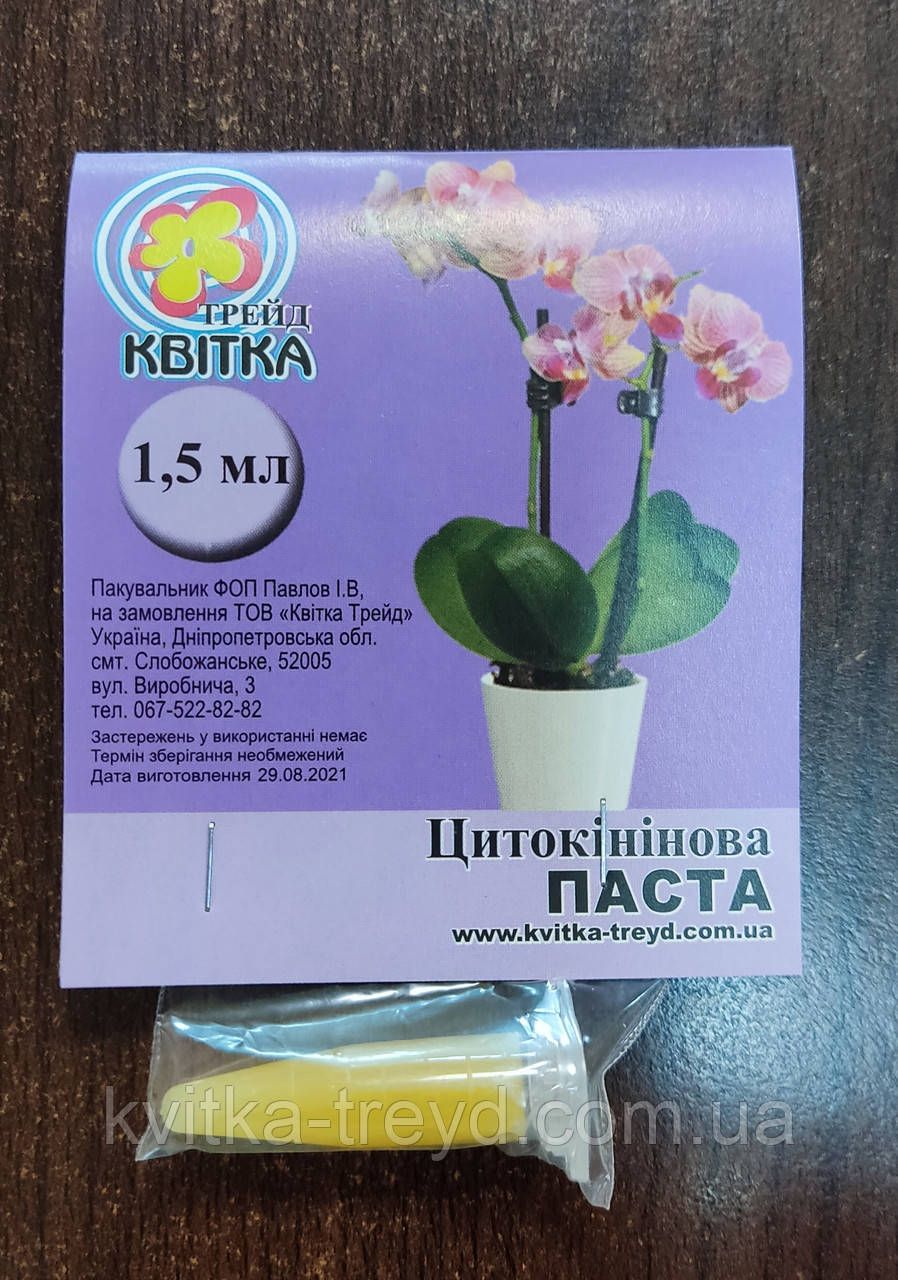 ТРЕЙД
КВІТКА
1,5 мл
Пакувальник ФОП Павлов І.В,
на замовлення ТОВ «Квітка Трейд»
Україна, Дніпропетровська обл.
смт. Слобожанське, 52005
вул. Виробнича, 3
тел. 067-522-82-82
Застережень у використанні немає
Термін зберігання необмежений
Дата виготовлення 29.08.2021
Цитокінінова
ПАСТА
www.kvitka-treyd.com.ua
kvitka-treyd.com.ua